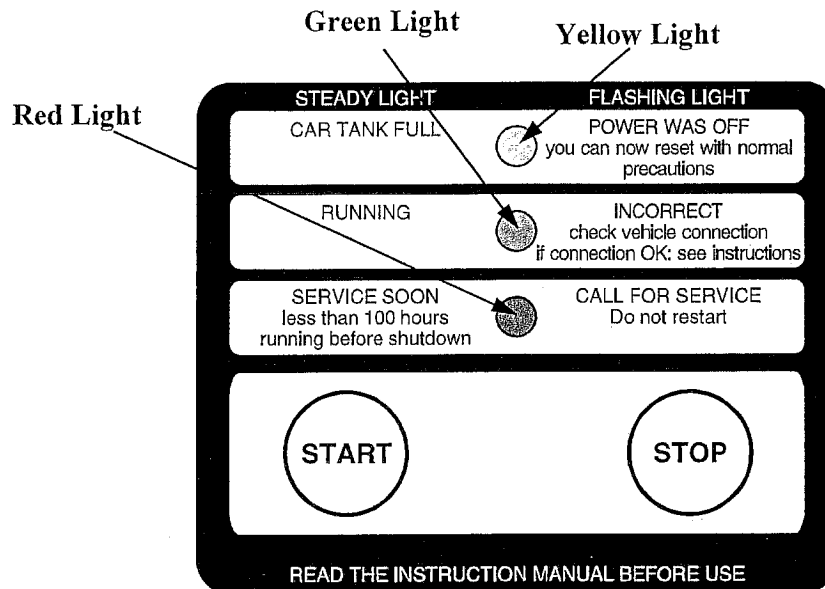 Green Light
Yellow Light
Red Light
STEADY LIGHT
FLASHING LIGHT
CAR TANK FULL
POWER WAS OFF
you can now reset with normal
precautions
RUNNING
INCORRECT
check vehicle connection
if connection OK: see instructions
SERVICE SOON
less than 100 hours
running before shutdown
CALL FOR SERVICE
Do not restart
START
STOP
READ THE INSTRUCTION MANUAL BEFORE USE